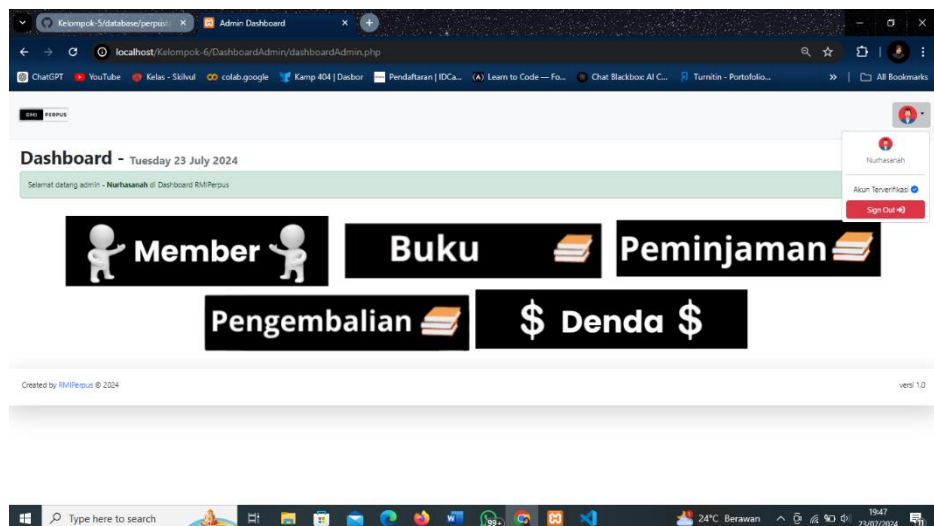 Kelompok-5/database/perpust
Admin Dashboard
localhost/Kelompok-6/DashboardAdmin/dashboardAdmin.php
ChatGPT YouTube Kelas - Skilvul colab.google Kamp 404 | Dasbor Pendaftaran | IDCa... Learn to Code — Fo... Chat Blackbox: AI C... Turnitin - Portofolio... » All Bookmarks
RMI PERPUS
Dashboard - Tuesday 23 July 2024
Nurhasanah
Selamat datang admin - Nurhasanah di Dashboard RMIPerpus
Akun Terverifikasi
Sign Out
Member
Buku
Peminjaman
Pengembalian
$ Denda $
Created by RMIPerpus © 2024
versi 1.0
Type here to search
99+
24°C Berawan
19:47
23/07/2024